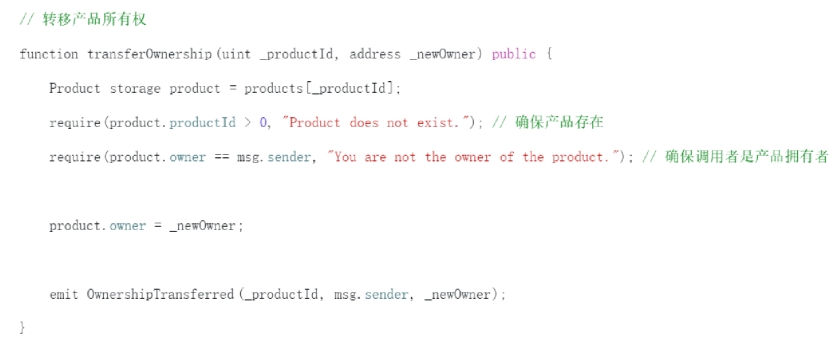 // 转移产品所有权
function transferOwnership(uint _productId, address _newOwner) public {
    Product storage product = products[_productId];
    require(product.productId > 0, "Product does not exist."); // 确保产品存在
    require(product.owner == msg.sender, "You are not the owner of the product."); // 确保调用者是产品拥有者
    product.owner = _newOwner;
    emit OwnershipTransferred(_productId, msg.sender, _newOwner);
}